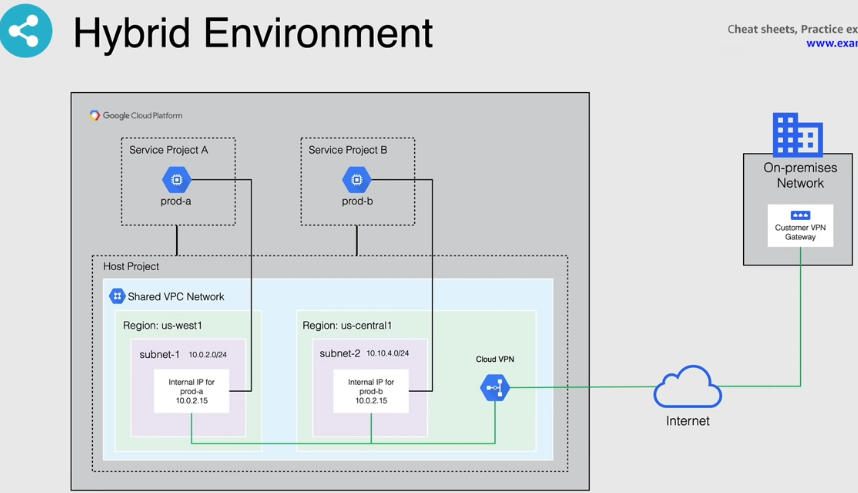 Hybrid Environment
Cheat sheets, Practice ex
www.exar
Google Cloud Platform
Service Project A
prod-a
Service Project B
prod-b
Host Project
Shared VPC Network
Region: us-west1
subnet-1 10.0.2.0/24
Internal IP for
prod-a
10.0.2.15
Region: us-central1
subnet-2 10.10.4.0/24
Internal IP for
prod-b
10.0.2.15
Cloud VPN
Internet
On-premises
Network
Customer VPN
Gateway